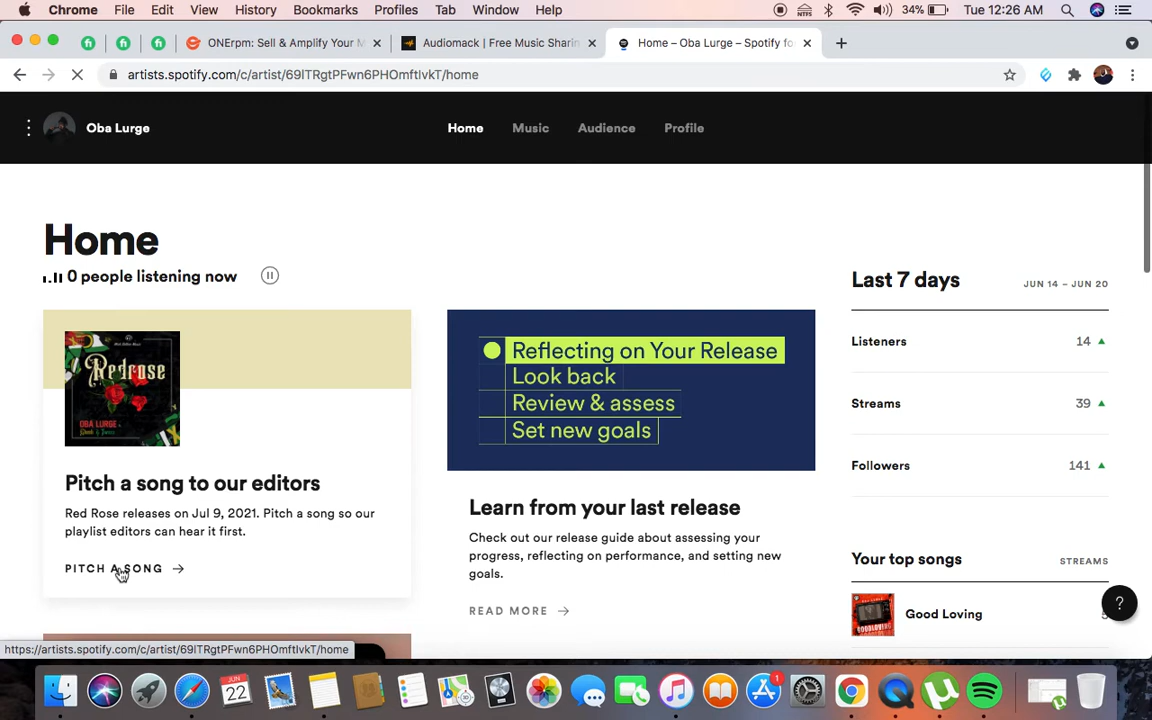 Chrome File Edit View History Bookmarks Profiles Tab Window Help 34% Tue 12:26 AM
ONErpm: Sell & Amplify Your M Audiomack | Free Music Sharin Home – Oba Lurge – Spotify fo
artists.spotify.com/c/artist/69lTRgtPFwn6PHOmftIvkT/home
Oba Lurge Home Music Audience Profile
Home
0 people listening now
Last 7 days JUN 14 – JUN 20
Redrose
OBA LURGE
Reflecting on Your Release
Look back
Review & assess
Set new goals
Listeners 14
Streams 39
Followers 141
Pitch a song to our editors
Red Rose releases on Jul 9, 2021. Pitch a song so our
playlist editors can hear it first.
PITCH A SONG
Learn from your last release
Check out our release guide about assessing your
progress, reflecting on performance, and setting new
goals.
READ MORE
Your top songs STREAMS
Good Loving
?
https://artists.spotify.com/c/artist/69lTRgtPFwn6PHOmftIvkT/home
JUN
22
1